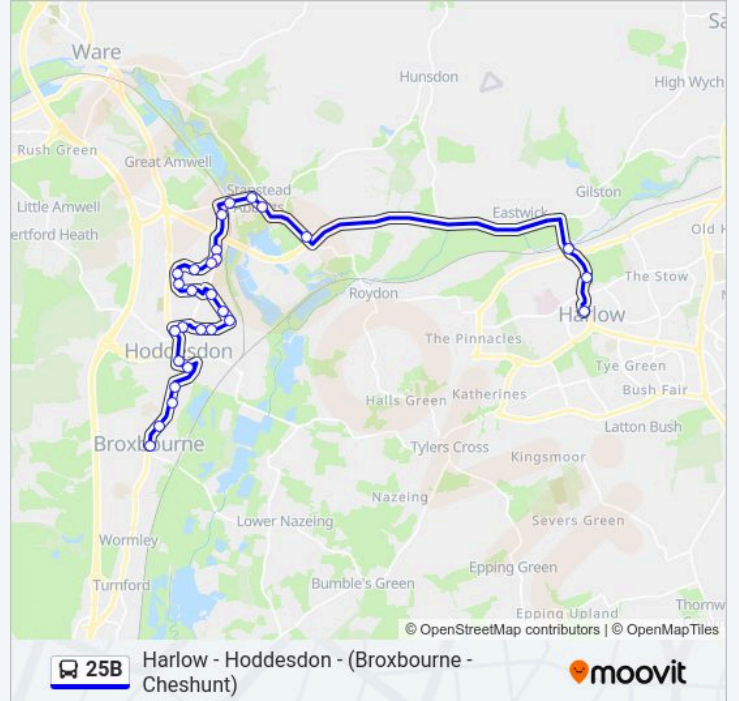 Ware
Hunsdon
High Wych
Rush Green
Great Amwell
Stanstead
Abbotts
Gilston
Little Amwell
Eastwick
ertford Heath
Old H
The Stow
Roydon
Harlow
The Pinnacles
Hoddesdon
Tye Green
Bush Fair
Halls Green
Katherines
Latton Bush
Broxbourne
Tylers Cross
Kingsmoor
Nazeing
Lower Nazeing
Severs Green
Wormley
Epping Green
Turnford
Bumble's Green
Epping Upland
Thornw
© OpenStreetMap contributors | © OpenMapTiles
25B
Harlow - Hoddesdon - (Broxbourne -
Cheshunt)
moovit